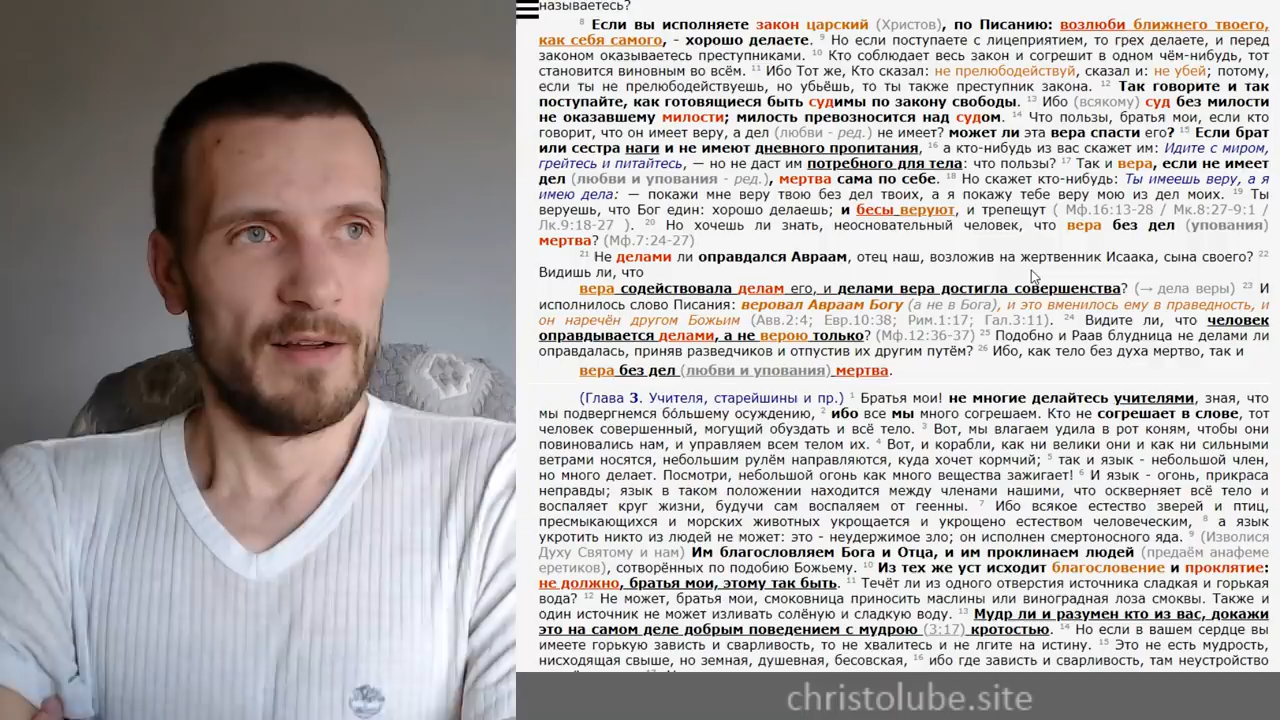 называетесь?
8 Если вы исполняете закон царский (Христов), по Писанию: возлюби ближнего твоего,
как себя самого, - хорошо делаете. 9 Но если поступаете с лицеприятием, то грех делаете, и перед
законом оказываетесь преступниками. 10 Кто соблюдает весь закон и согрешит в одном чём-нибудь, тот
становится виновным во всём. 11 Ибо Тот же, Кто сказал: не прелюбодействуй, сказал и: не убей; потому,
если ты не прелюбодействуешь, но убьёшь, то ты также преступник закона. 12 Так говорите и так
поступайте, как готовящиеся быть судимы по закону свободы. 13 Ибо (всякому) суд без милости
не оказавшему милости; милость превозносится над судом. 14 Что пользы, братья мои, если кто
говорит, что он имеет веру, а дел (любви - ред.) не имеет? может ли эта вера спасти его? 15 Если брат
или сестра наги и не имеют дневного пропитания, 16 а кто-нибудь из вас скажет им: Идите с миром,
грейтесь и питайтесь, — но не даст им потребного для тела: что пользы? 17 Так и вера, если не имеет
дел (любви и упования - ред.), мертва сама по себе. 18 Но скажет кто-нибудь: Ты имеешь веру, а я
имею дела: — покажи мне веру твою без дел твоих, а я покажу тебе веру мою из дел моих. 19 Ты
веруешь, что Бог един: хорошо делаешь; и бесы веруют, и трепещут ( Мф.16:13-28 / Мк.8:27-9:1 /
Лк.9:18-27 ). 20 Но хочешь ли знать, неосновательный человек, что вера без дел (упования)
мертва? (Мф.7:24-27)
21 Не делами ли оправдался Авраам, отец наш, возложив на жертвенник Исаака, сына своего? 22
Видишь ли, что
вера содействовала делам его, и делами вера достигла совершенства? (→ дела веры) 23 И
исполнилось слово Писания: веровал Авраам Богу (а не в Бога), и это вменилось ему в праведность, и
он наречён другом Божьим (Авв.2:4; Евр.10:38; Рим.1:17; Гал.3:11). 24 Видите ли, что человек
оправдывается делами, а не верою только? (Мф.12:36-37) 25 Подобно и Раав блудница не делами ли
оправдалась, приняв разведчиков и отпустив их другим путём? 26 Ибо, как тело без духа мертво, так и
вера без дел (любви и упования) мертва.
(Глава 3. Учителя, старейшины и пр.) 1 Братья мои! не многие делайтесь учителями, зная, что
мы подвергнемся бóльшему осуждению, 2 ибо все мы много согрешаем. Кто не согрешает в слове, тот
человек совершенный, могущий обуздать и всё тело. 3 Вот, мы влагаем удила в рот коням, чтобы они
повиновались нам, и управляем всем телом их. 4 Вот, и корабли, как ни велики они и как ни сильными
ветрами носятся, небольшим рулём направляются, куда хочет кормчий; 5 так и язык - небольшой член,
но много делает. Посмотри, небольшой огонь как много вещества зажигает! 6 И язык - огонь, прикраса
неправды; язык в таком положении находится между членами нашими, что оскверняет всё тело и
воспаляет круг жизни, будучи сам воспаляем от геенны. 7 Ибо всякое естество зверей и птиц,
пресмыкающихся и морских животных укрощается и укрощено естеством человеческим, 8 а язык
укротить никто из людей не может: это - неудержимое зло; он исполнен смертоносного яда. 9 (Изволися
Духу Святому и нам) Им благословляем Бога и Отца, и им проклинаем людей (предаём анафеме
еретиков), сотворённых по подобию Божьему. 10 Из тех же уст исходит благословение и проклятие:
не должно, братья мои, этому так быть. 11 Течёт ли из одного отверстия источника сладкая и горькая
вода? 12 Не может, братья мои, смоковница приносить маслины или виноградная лоза смоквы. Также и
один источник не может изливать солёную и сладкую воду. 13 Мудр ли и разумен кто из вас, докажи
это на самом деле добрым поведением с мудрою (3:17) кротостью. 14 Но если в вашем сердце вы
имеете горькую зависть и сварливость, то не хвалитесь и не лгите на истину. 15 Это не есть мудрость,
нисходящая свыше, но земная, душевная, бесовская, 16 ибо где зависть и сварливость, там неустройство
christolube.site